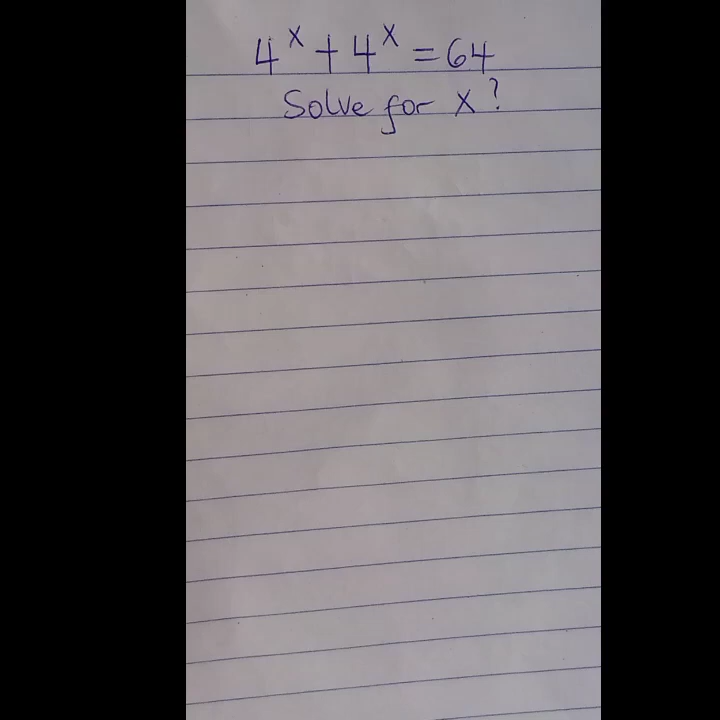 4^x + 4^x = 64
Solve for x?